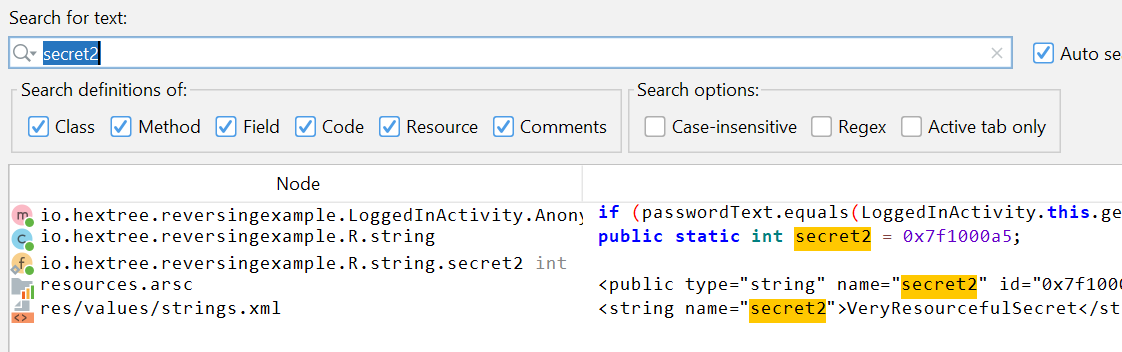 Search for text:
secret2
Auto se
Search definitions of:
Search options:
Class Method Field Code Resource Comments
Case-insensitive Regex Active tab only
Node
io.hextree.reversingexample.LoggedInActivity.Anony if (passwordText.equals(LoggedInActivity.this.ge
io.hextree.reversingexample.R.string public static int secret2 = 0x7f1000a5;
io.hextree.reversingexample.R.string.secret2 int
resources.arsc <public type="string" name="secret2" id="0x7f1000
res/values/strings.xml <string name="secret2">VeryResourcefulSecret</st